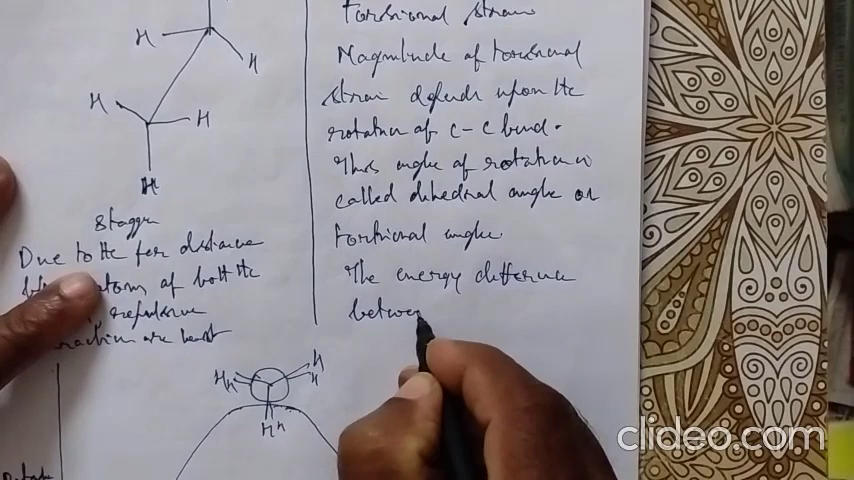 H
H
H
H
H
Stagger
Due to the far distance
atoms of both the
repulsive
are least
Torsional strain
Magnitude of torsional
strain depends upon the
rotation of C-C bond.
This angle of rotation is
called dihedral angle or
torsional angle.
The energy difference
between
H
H
H
H
H
H
clideo.com